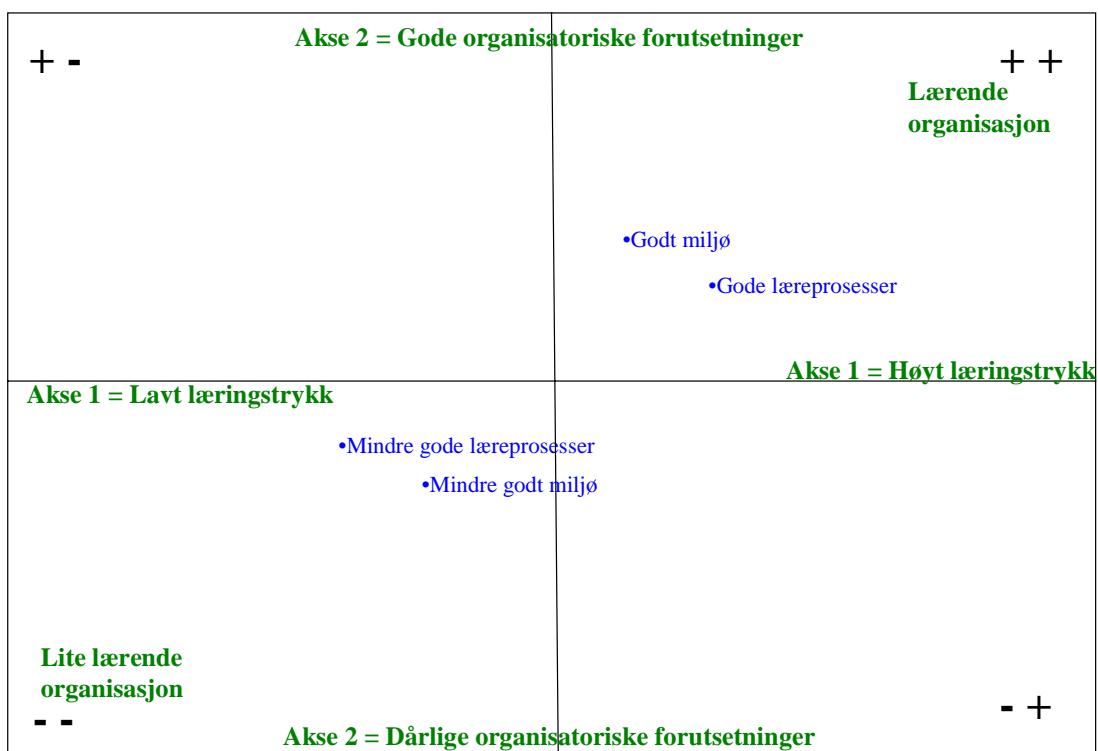 Akse 2 = Gode organisatoriske forutsetninger
+ -
+ +
Lærende
organisasjon
•Godt miljø
•Gode læreprosesser
Akse 1 = Høyt læringstrykk
Akse 1 = Lavt læringstrykk
•Mindre gode læreprosesser
•Mindre godt miljø
Lite lærende
organisasjon
- -
- +
Akse 2 = Dårlige organisatoriske forutsetninger